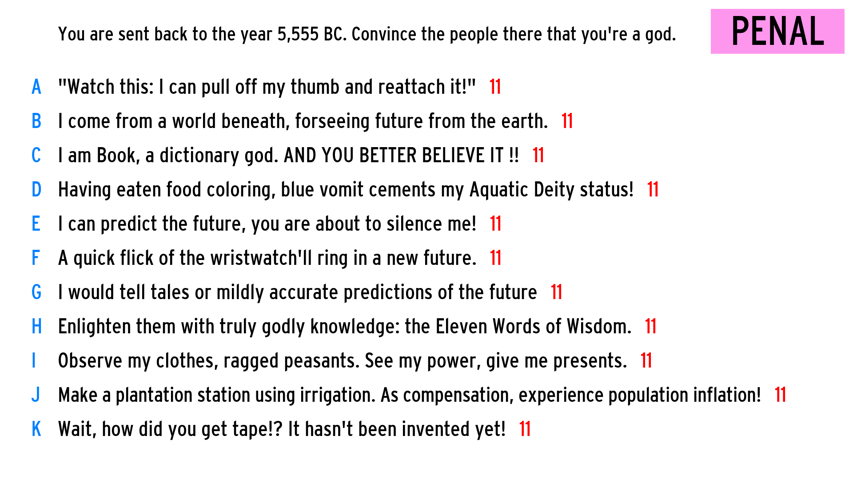 You are sent back to the year 5,555 BC. Convince the people there that you're a god.
PENAL
A "Watch this: I can pull off my thumb and reattach it!" 11
B I come from a world beneath, forseeing future from the earth. 11
C I am Book, a dictionary god. AND YOU BETTER BELIEVE IT !! 11
D Having eaten food coloring, blue vomit cements my Aquatic Deity status! 11
E I can predict the future, you are about to silence me! 11
F A quick flick of the wristwatch'll ring in a new future. 11
G I would tell tales or mildly accurate predictions of the future 11
H Enlighten them with truly godly knowledge: the Eleven Words of Wisdom. 11
I Observe my clothes, ragged peasants. See my power, give me presents. 11
J Make a plantation station using irrigation. As compensation, experience population inflation! 11
K Wait, how did you get tape!? It hasn't been invented yet! 11